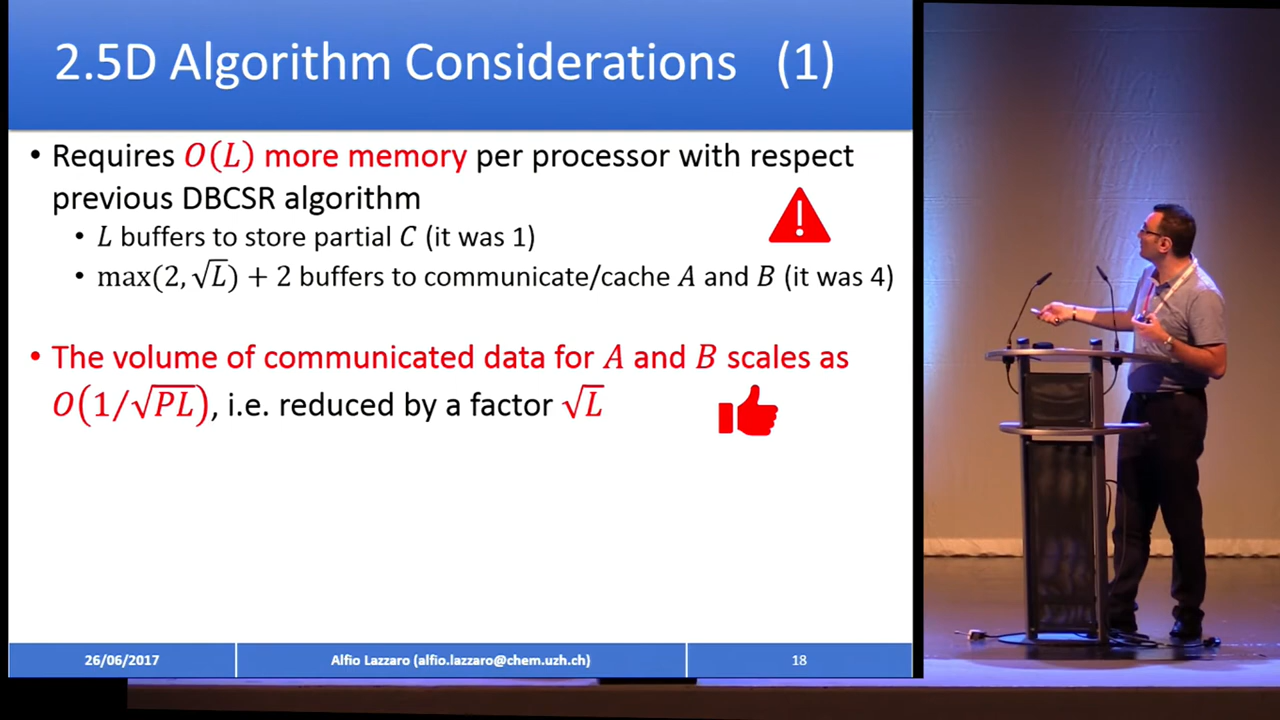 2.5D Algorithm Considerations (1)
• Requires O(L) more memory per processor with respect
previous DBCSR algorithm
• L buffers to store partial C (it was 1)
• max(2, √L) + 2 buffers to communicate/cache A and B (it was 4)
• The volume of communicated data for A and B scales as
O(1/√PL), i.e. reduced by a factor √L
26/06/2017 Alfio Lazzaro (alfio.lazzaro@chem.uzh.ch) 18